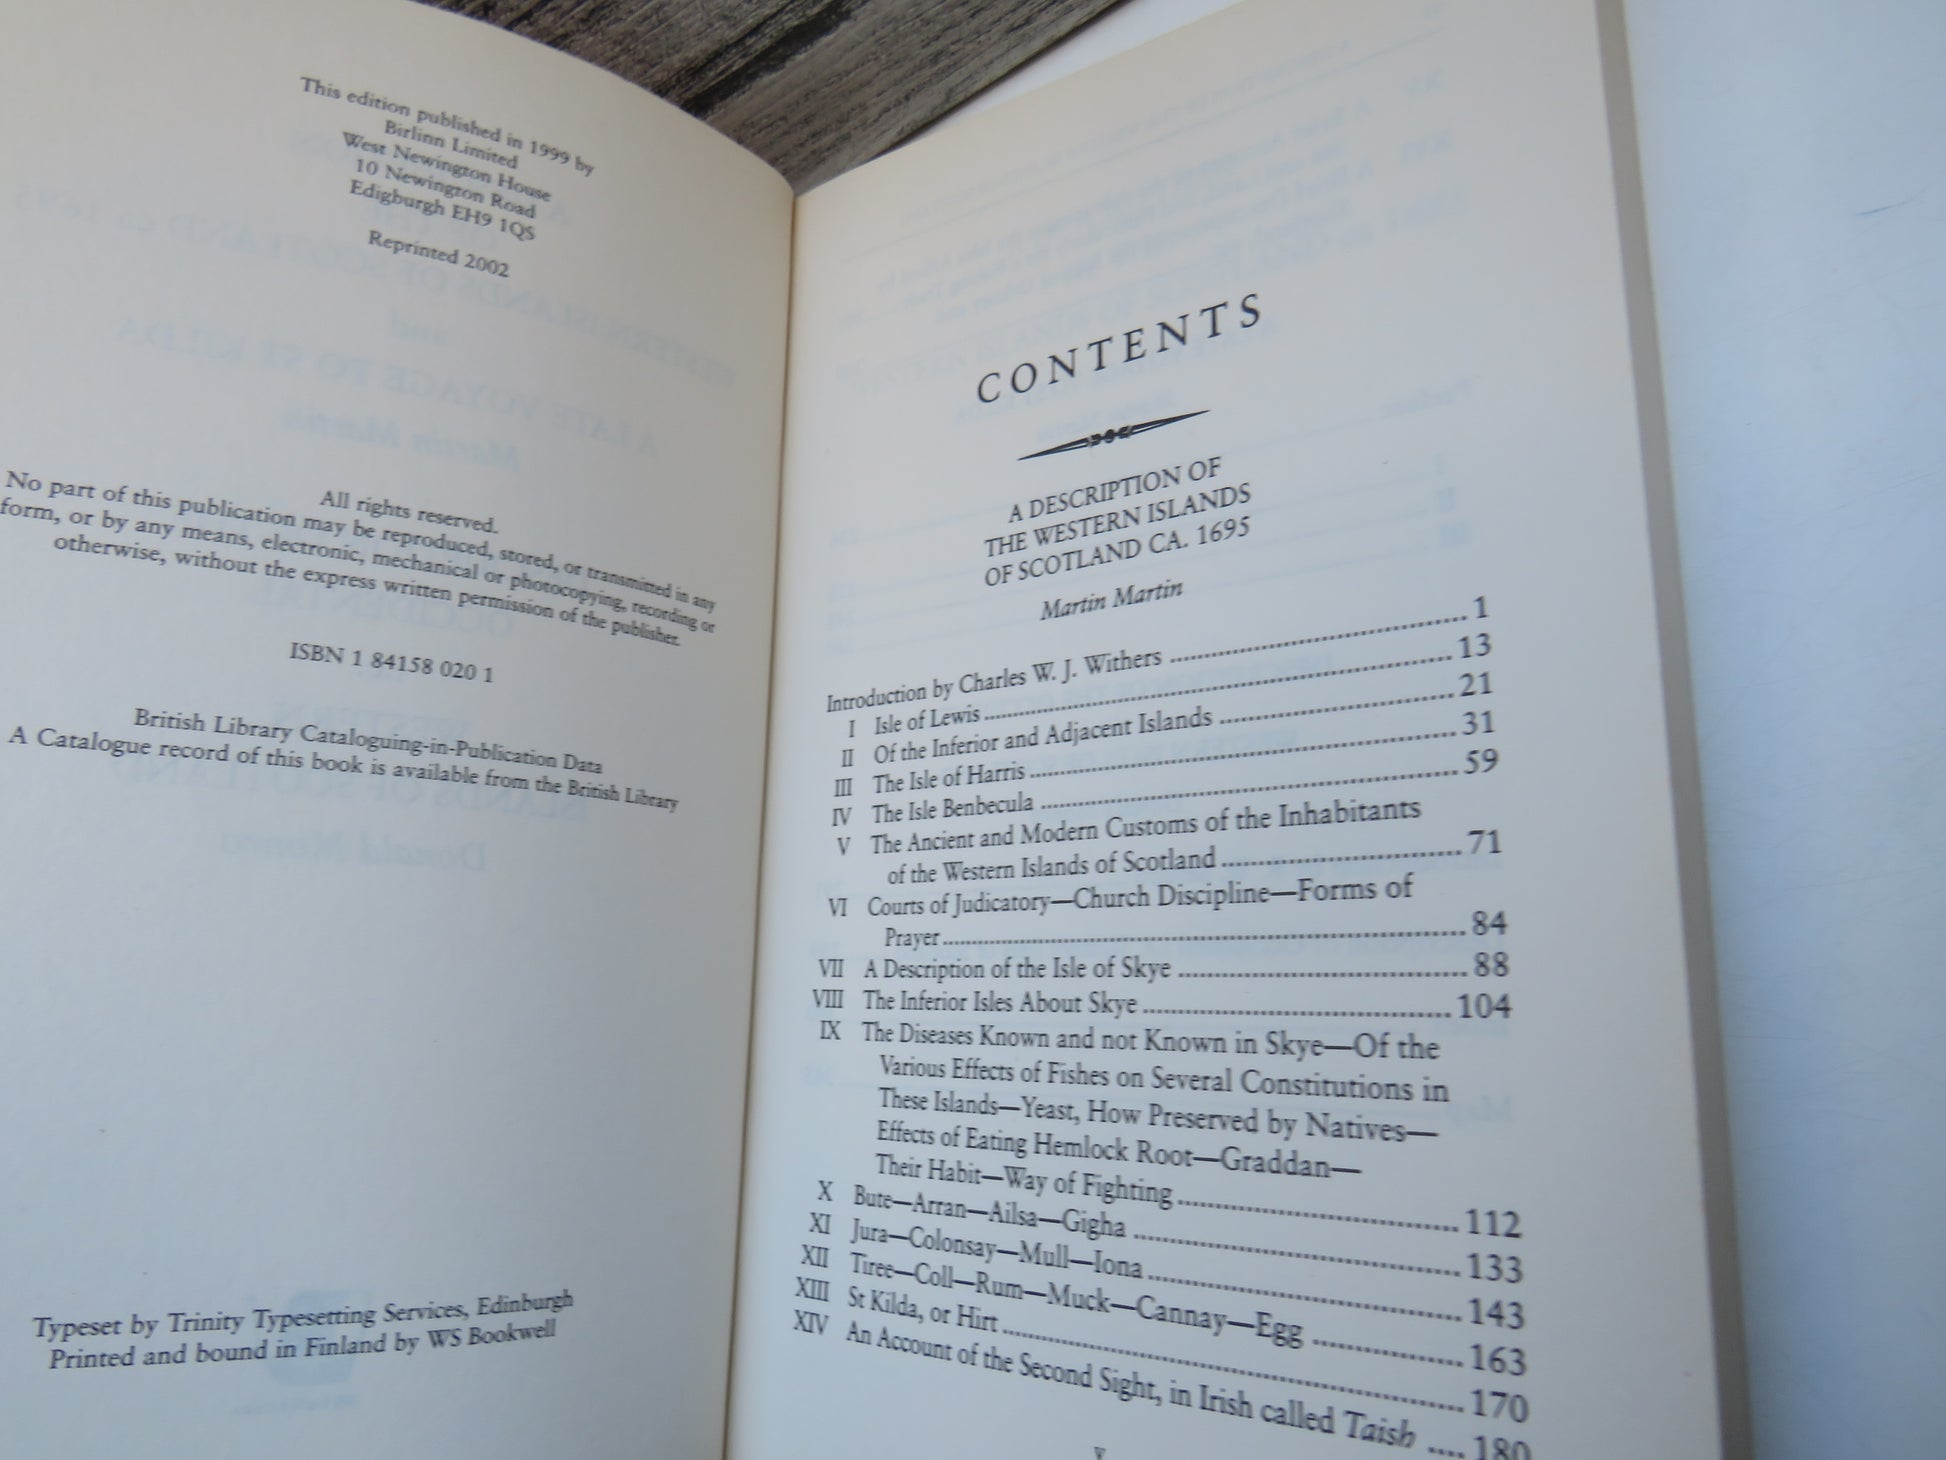 This edition published in 1999 by
Birlinn Limited
West Newington House
10 Newington Road
Edigburgh EH9 1QS
Reprinted 2002
All rights reserved.
No part of this publication may be reproduced, stored, or transmitted in any
form, or by any means, electronic, mechanical or photocopying, recording or
otherwise, without the express written permission of the publisher.
ISBN 1 84158 020 1
British Library Cataloguing-in-Publication Data
A Catalogue record of this book is available from the British Library
Typeset by Trinity Typesetting Services, Edinburgh
Printed and bound in Finland by WS Bookwell
CONTENTS
A DESCRIPTION OF
THE WESTERN ISLANDS
OF SCOTLAND CA. 1695
Martin Martin
Introduction by Charles W. J. Withers 1
I Isle of Lewis 13
II Of the Inferior and Adjacent Islands 21
III The Isle of Harris 31
IV The Isle Benbecula 59
V The Ancient and Modern Customs of the Inhabitants
of the Western Islands of Scotland 71
VI Courts of Judicatory—Church Discipline—Forms of
Prayer 84
VII A Description of the Isle of Skye 88
VIII The Inferior Isles About Skye 104
IX The Diseases Known and not Known in Skye—Of the
Various Effects of Fishes on Several Constitutions in
These Islands—Yeast, How Preserved by Natives—
Effects of Eating Hemlock Root—Graddan—
Their Habit—Way of Fighting 112
X Bute—Arran—Ailsa—Gigha 133
XI Jura—Colonsay—Mull—Iona 143
XII Tiree—Coll—Rum—Muck—Cannay—Egg 163
XIII St Kilda, or Hirt 170
XIV An Account of the Second Sight, in Irish called Taish 180
v